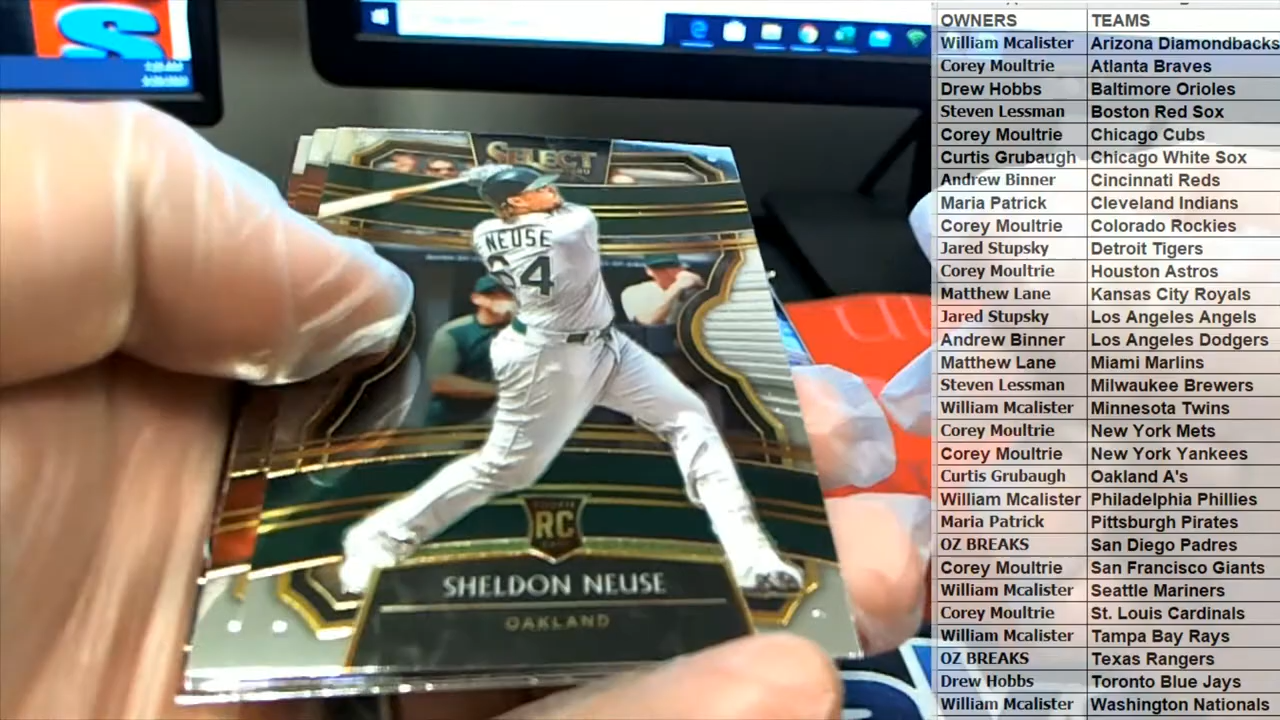 SELECT
NEUSE
64
RC
SHELDON NEUSE
OAKLAND
OWNERS TEAMS
William Mcalister Arizona Diamondbacks
Corey Moultrie Atlanta Braves
Drew Hobbs Baltimore Orioles
Steven Lessman Boston Red Sox
Corey Moultrie Chicago Cubs
Curtis Grubaugh Chicago White Sox
Andrew Binner Cincinnati Reds
Maria Patrick Cleveland Indians
Corey Moultrie Colorado Rockies
Jared Stupsky Detroit Tigers
Corey Moultrie Houston Astros
Matthew Lane Kansas City Royals
Jared Stupsky Los Angeles Angels
Andrew Binner Los Angeles Dodgers
Matthew Lane Miami Marlins
Steven Lessman Milwaukee Brewers
William Mcalister Minnesota Twins
Corey Moultrie New York Mets
Corey Moultrie New York Yankees
Curtis Grubaugh Oakland A's
William Mcalister Philadelphia Phillies
Maria Patrick Pittsburgh Pirates
OZ BREAKS San Diego Padres
Corey Moultrie San Francisco Giants
William Mcalister Seattle Mariners
Corey Moultrie St. Louis Cardinals
William Mcalister Tampa Bay Rays
OZ BREAKS Texas Rangers
Drew Hobbs Toronto Blue Jays
William Mcalister Washington Nationals